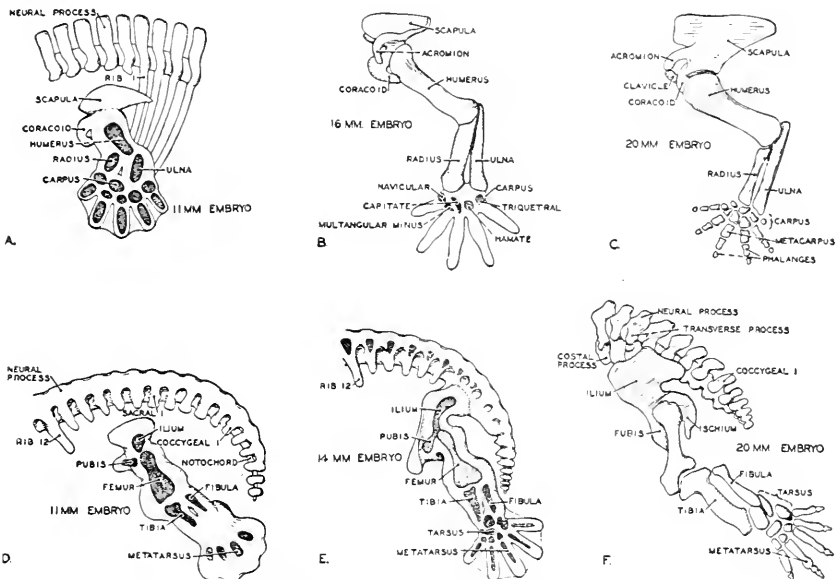 NEURAL PROCESS
RIB 1
SCAPULA
CORACOID
HUMERUS
RADIUS
ULNA
CARPUS
11 MM EMBRYO
A.
SCAPULA
ACROMION
CORACOID
HUMERUS
16 MM. EMBRYO
RADIUS
ULNA
NAVICULAR
CARPUS
CAPITATE
TRIQUETRAL
MULTANGULAR MINUS
HAMATE
B.
ACROMION
SCAPULA
CLAVICLE
CORACOID
HUMERUS
20 MM EMBRYO
RADIUS
ULNA
CARPUS
METACARPUS
PHALANGES
C.
NEURAL
PROCESS
SACRAL 1
RIB 12
ILIUM
COCCYGEAL 1
PUBIS
NOTOCHORD
FEMUR
FIBULA
11 MM EMBRYO
TIBIA
METATARSUS
D.
RIB 12
ILIUM
PUBIS
14 MM EMBRYO
FEMUR
TIBIA
FIBULA
TARSUS
METATARSUS
E.
NEURAL PROCESS
TRANSVERSE PROCESS
COSTAL
PROCESS
COCCYGEAL 1
ILIUM
ISCHIUM
PUBIS
20 MM EMBRYO
FIBULA
TARSUS
TIBIA
METATARSUS
F.